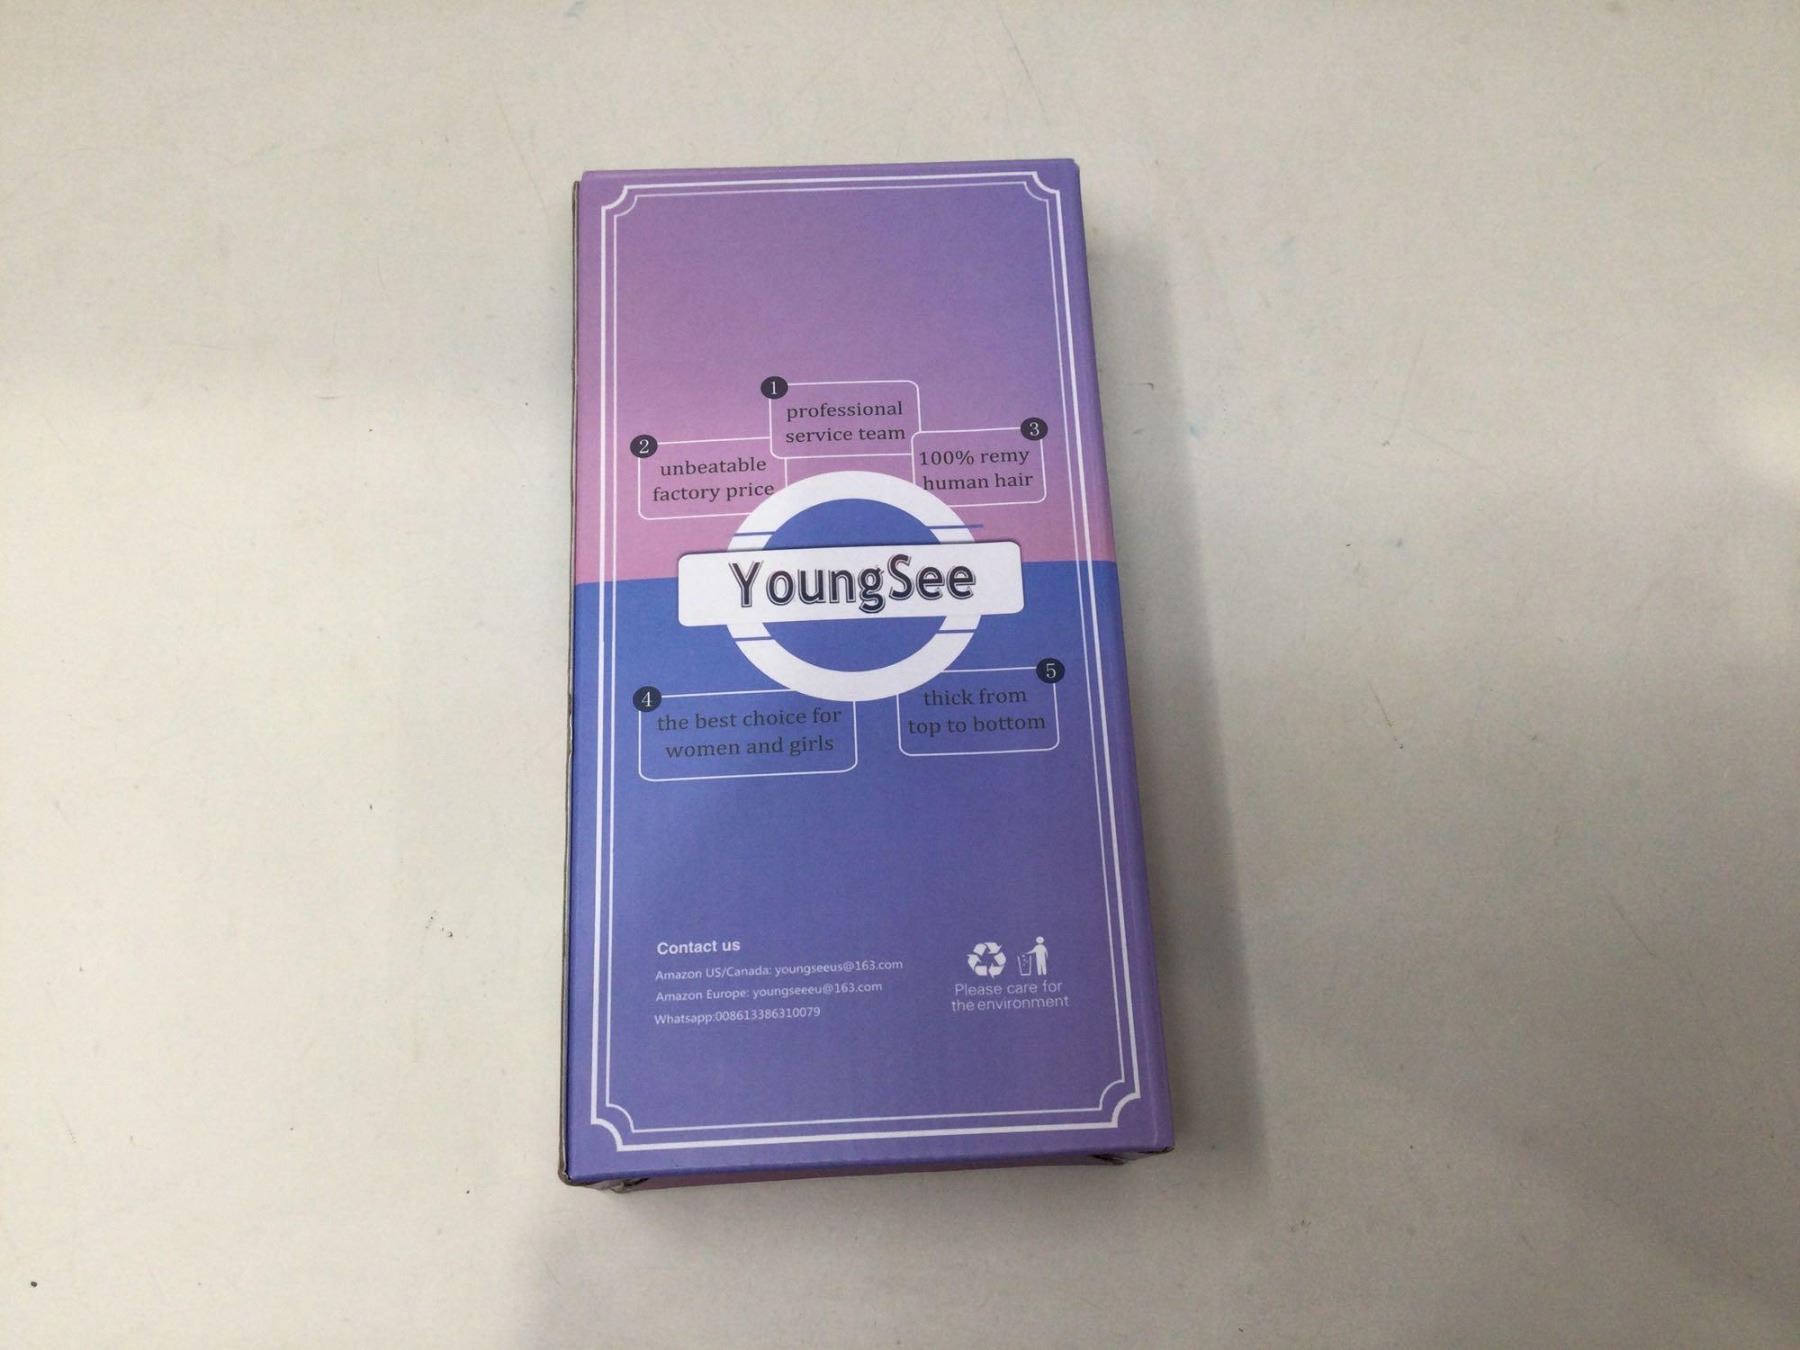 1
professional
service team
2
unbeatable
factory price
3
100% remy
human hair
YoungSee
4
the best choice for
women and girls
5
thick from
top to bottom
Contact us
Amazon US/Canada: youngseeus@163.com
Amazon Europe: youngseeeu@163.com
Whatsapp:008613386310079
Please care for
the environment